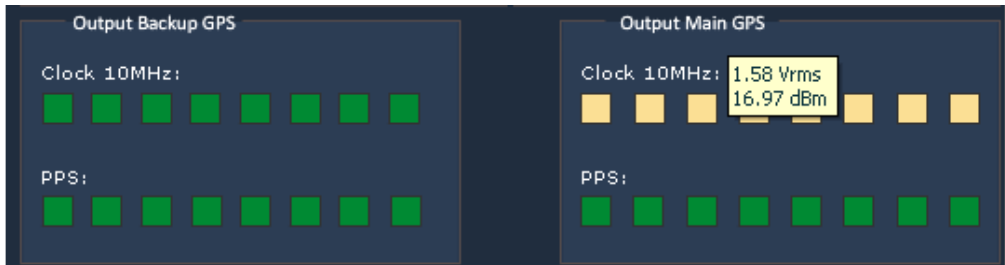 Output Backup GPS
Clock 10MHz:
PPS:
Output Main GPS
Clock 10MHz:
1.58 Vrms
16.97 dBm
PPS: